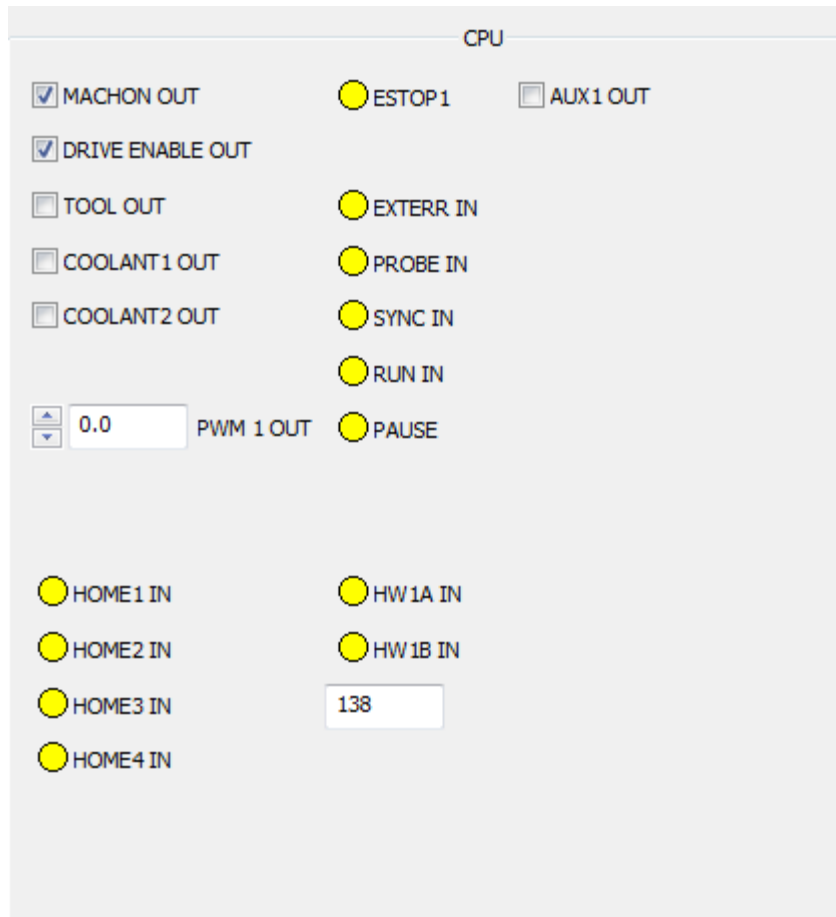 CPU
MACHON OUT ESTOP1 AUX1 OUT
DRIVE ENABLE OUT
TOOL OUT EXTERR IN
COOLANT1 OUT PROBE IN
COOLANT2 OUT SYNC IN
RUN IN
0.0 PWM 1 OUT PAUSE
HOME1 IN HW1A IN
HOME2 IN HW1B IN
HOME3 IN 138
HOME4 IN